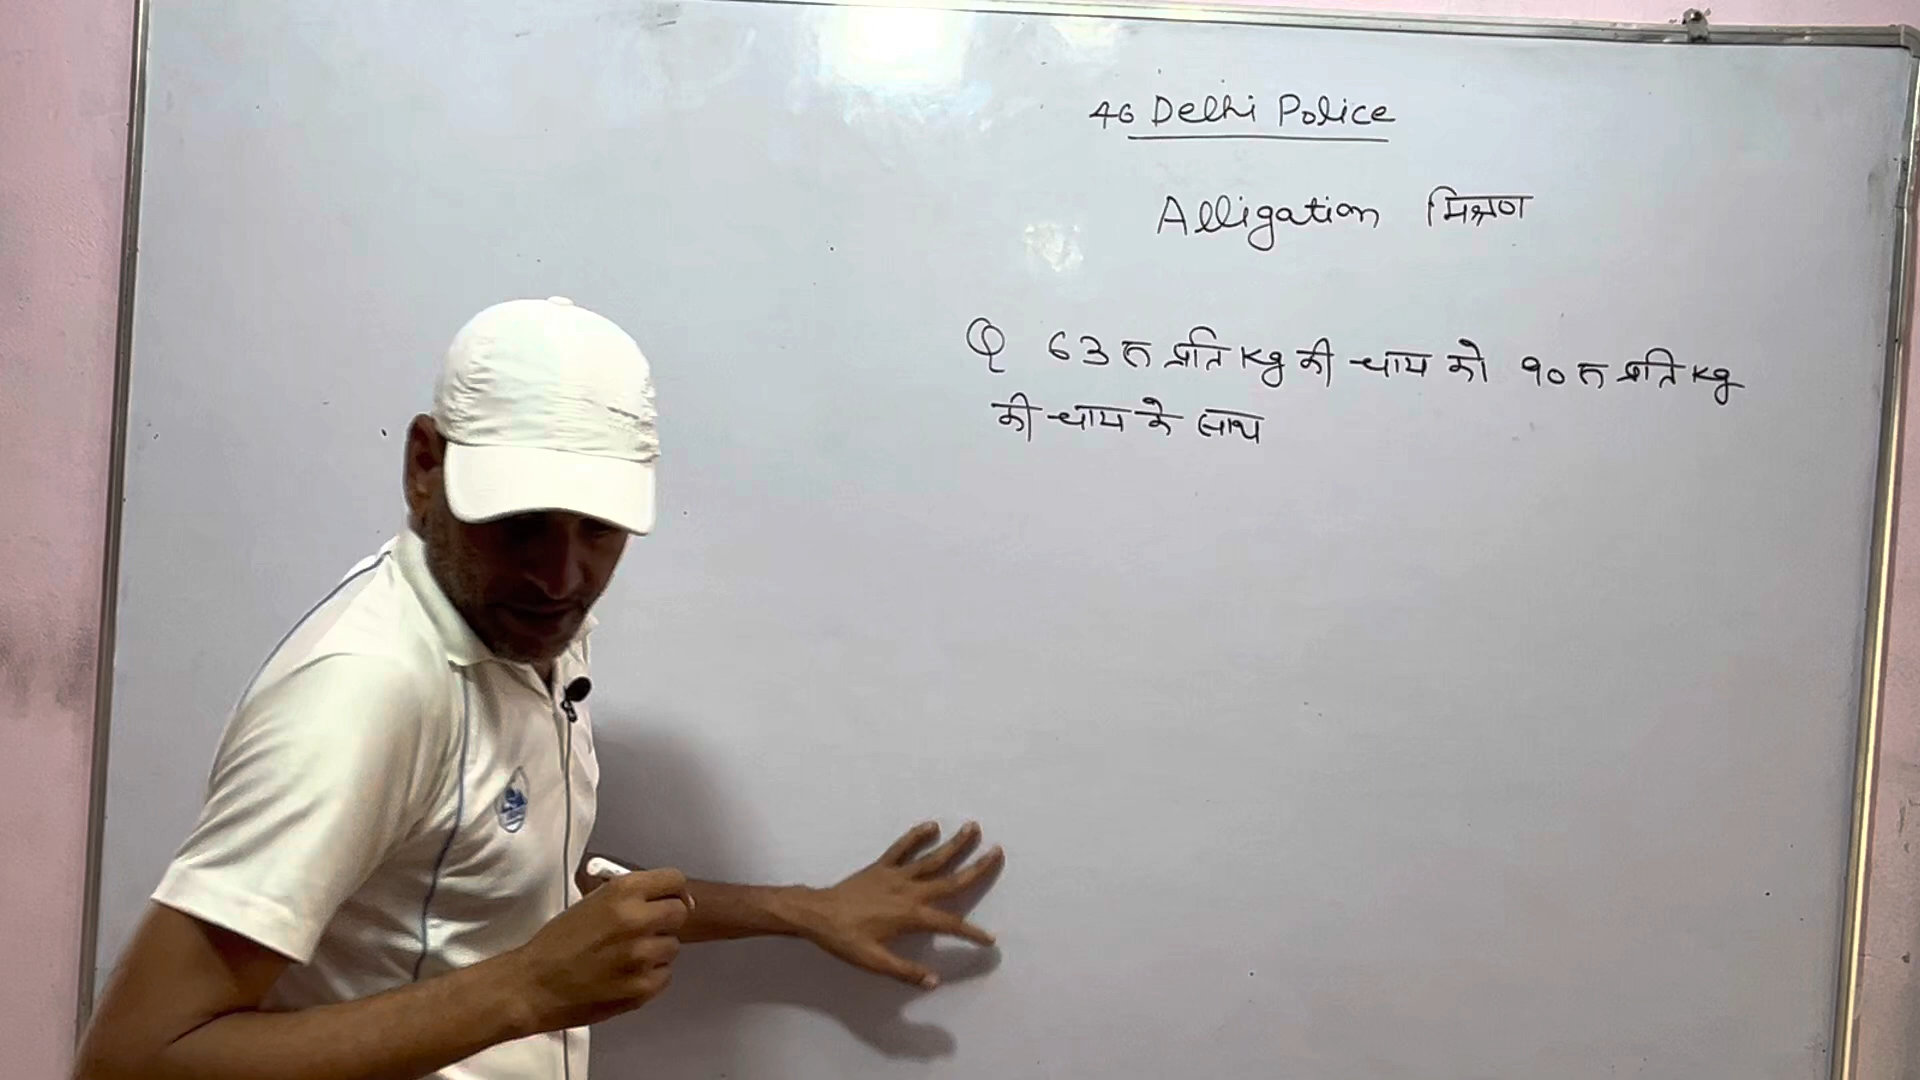 46 Delhi Police
Alligation मिश्रण
Q 63 रु प्रति kg की चाय को 90 रु प्रति kg
की चाय के साथ